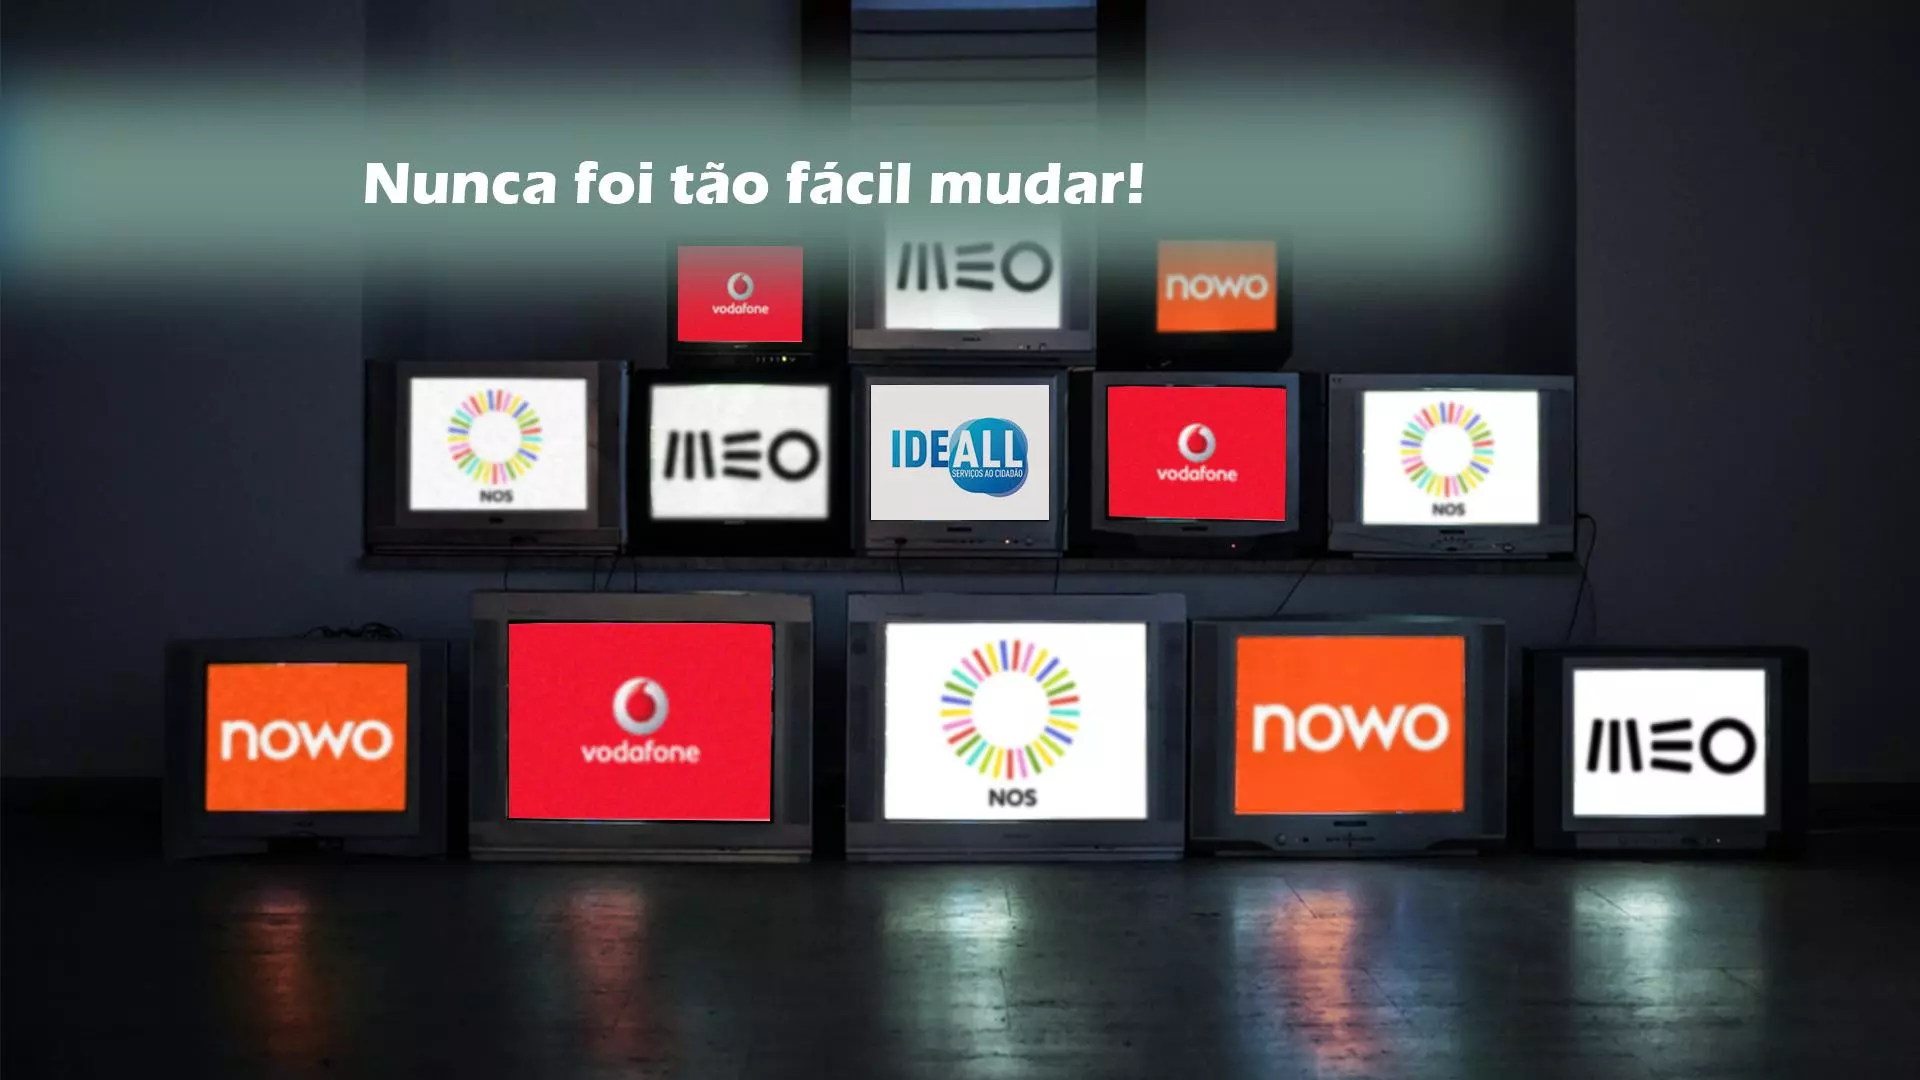 Nunca foi tão fácil mudar!
vodafone
MEO
nowo
NOS
MEO
IDEALL
SERVIÇOS AO CIDADÃO
vodafone
NOS
nowo
vodafone
NOS
nowo
MEO